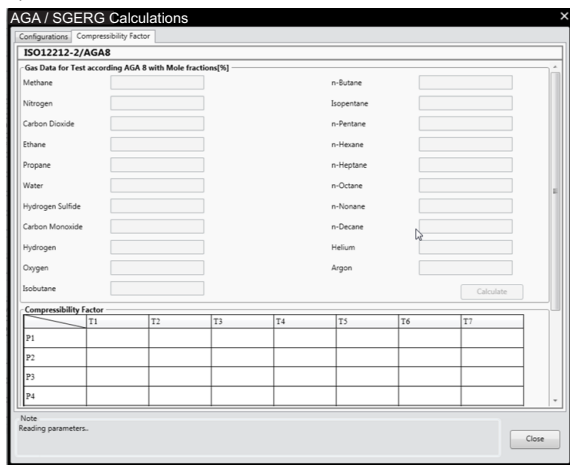 AGA / SGERG Calculations
Configurations Compressibility Factor
ISO12212-2/AGA8
Gas Data for Test according AGA 8 with Mole fractions[%]
Methane n-Butane
Nitrogen Isopentane
Carbon Dioxide n-Pentane
Ethane n-Hexane
Propane n-Heptane
Water n-Octane
Hydrogen Sulfide n-Nonane
Carbon Monoxide n-Decane
Hydrogen Helium
Oxygen Argon
Isobutane Calculate
Compressibility Factor
T1 T2 T3 T4 T5 T6 T7
P1
P2
P3
P4
Note
Reading parameters..
Close